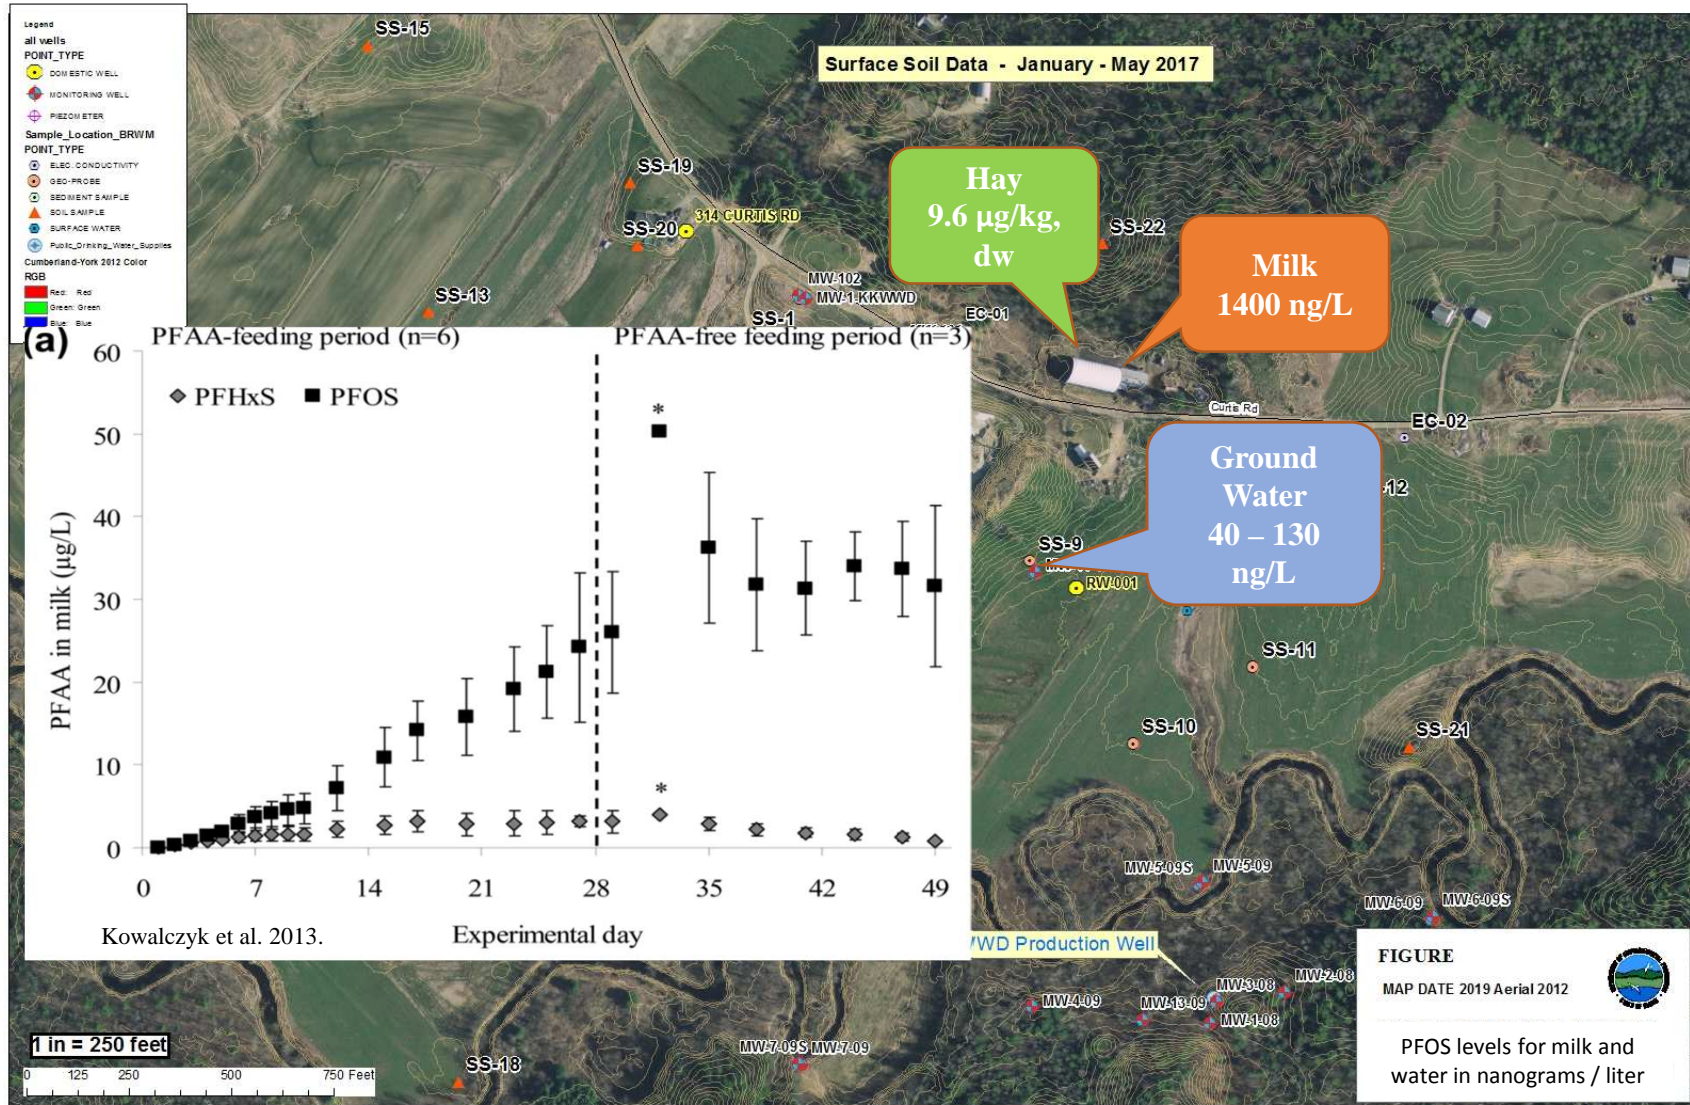 Legend
all wells
POINT_TYPE
DOMESTIC WELL
MONITORING WELL
PIEZOMETER
Sample_Location_BRWM
POINT_TYPE
ELEC. CONDUCTIVITY
GEO-PROBE
SEDIMENT SAMPLE
SOIL SAMPLE
SURFACE WATER
Public_Drinking_Water_Supplies
Cumberland-York 2012 Color
RGB
Red: Red
Green: Green
Blue: Blue
SS-15
Surface Soil Data - January - May 2017
SS-19
314 CURTIS RD
SS-20
SS-13
MW-102
MW-1-KKWWD
SS-1
EC-01
SS-22
Hay
9.6 µg/kg,
dw
Milk
1400 ng/L
Curtis Rd
EC-02
Ground
Water
40 – 130
ng/L
-12
SS-9
RW-001
SS-11
SS-10
SS-21
MW-5-09S
MW-5-09
MW-6-09
MW-6-09S
WD Production Well
MW-4-09
MW-13-09
MW-3-08
MW-2-08
MW-1-08
MW-7-09S
MW-7-09
SS-18
(a)
PFAA-feeding period (n=6)
PFAA-free feeding period (n=3)
PFHxS
PFOS
*
*
PFAA in milk (µg/L)
60
50
40
30
20
10
0
0 7 14 21 28 35 42 49
Experimental day
Kowalczyk et al. 2013.
1 in = 250 feet
0 125 250 500 750 Feet
FIGURE
MAP DATE 2019 Aerial 2012
PFOS levels for milk and
water in nanograms / liter